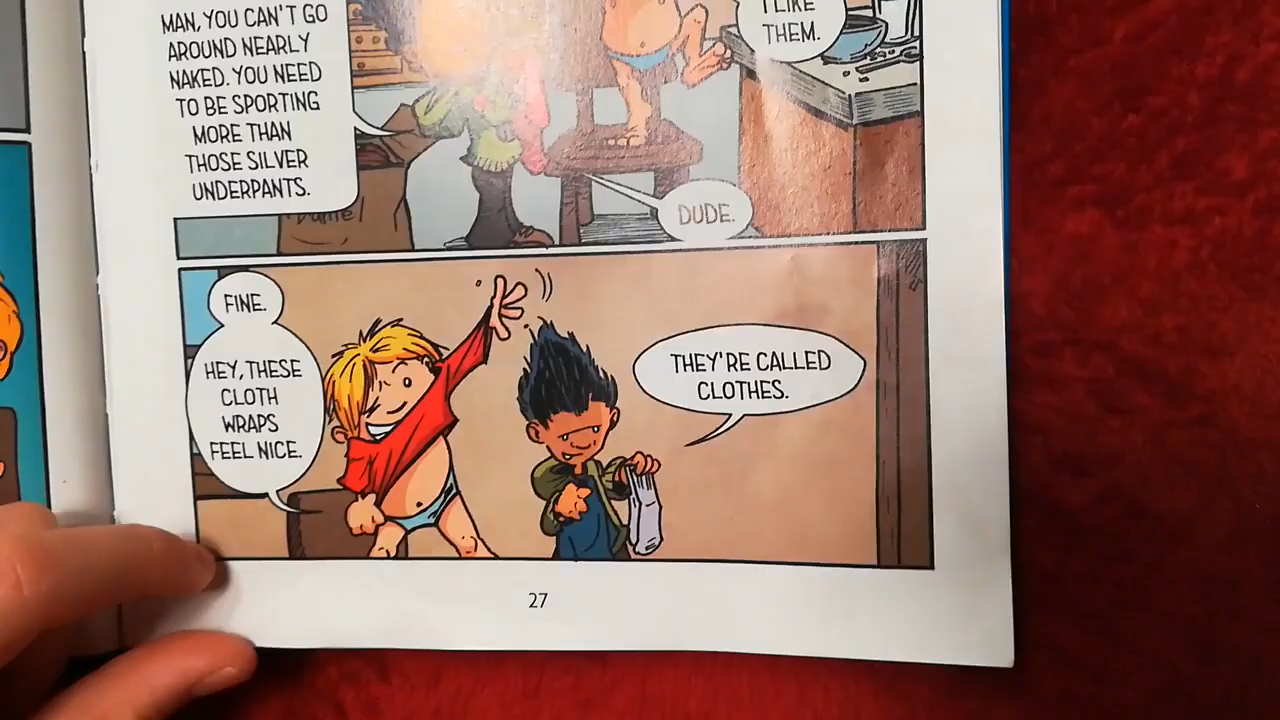 MAN, YOU CAN'T GO
AROUND NEARLY
NAKED. YOU NEED
TO BE SPORTING
MORE THAN
THOSE SILVER
UNDERPANTS.
I LIKE
THEM.
DUDE.
FINE.
HEY, THESE
CLOTH
WRAPS
FEEL NICE.
THEY'RE CALLED
CLOTHES.
27